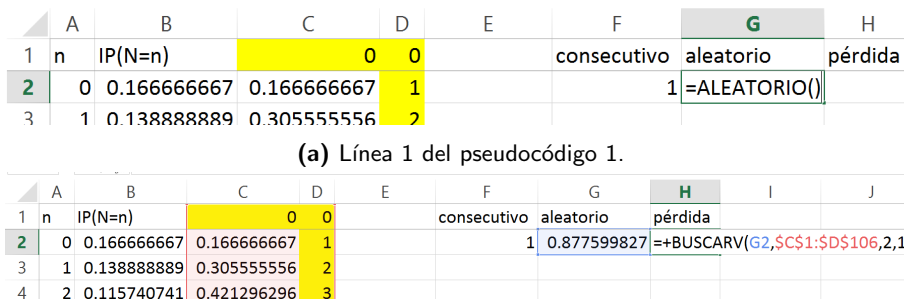 A B C D E F G H
1 n IP(N=n) 0 0 consecutivo aleatorio pérdida
2 0 0.166666667 0.166666667 1 1 =ALEATORIO()
3 1 0.138888889 0.305555556 2
(a) Línea 1 del pseudocódigo 1.
A B C D E F G H I J
1 n IP(N=n) 0 0 consecutivo aleatorio pérdida
2 0 0.166666667 0.166666667 1 1 0.877599827 =+BUSCARV(G2,$C$1:$D$106,2,1
3 1 0.138888889 0.305555556 2
4 2 0.115740741 0.421296296 3